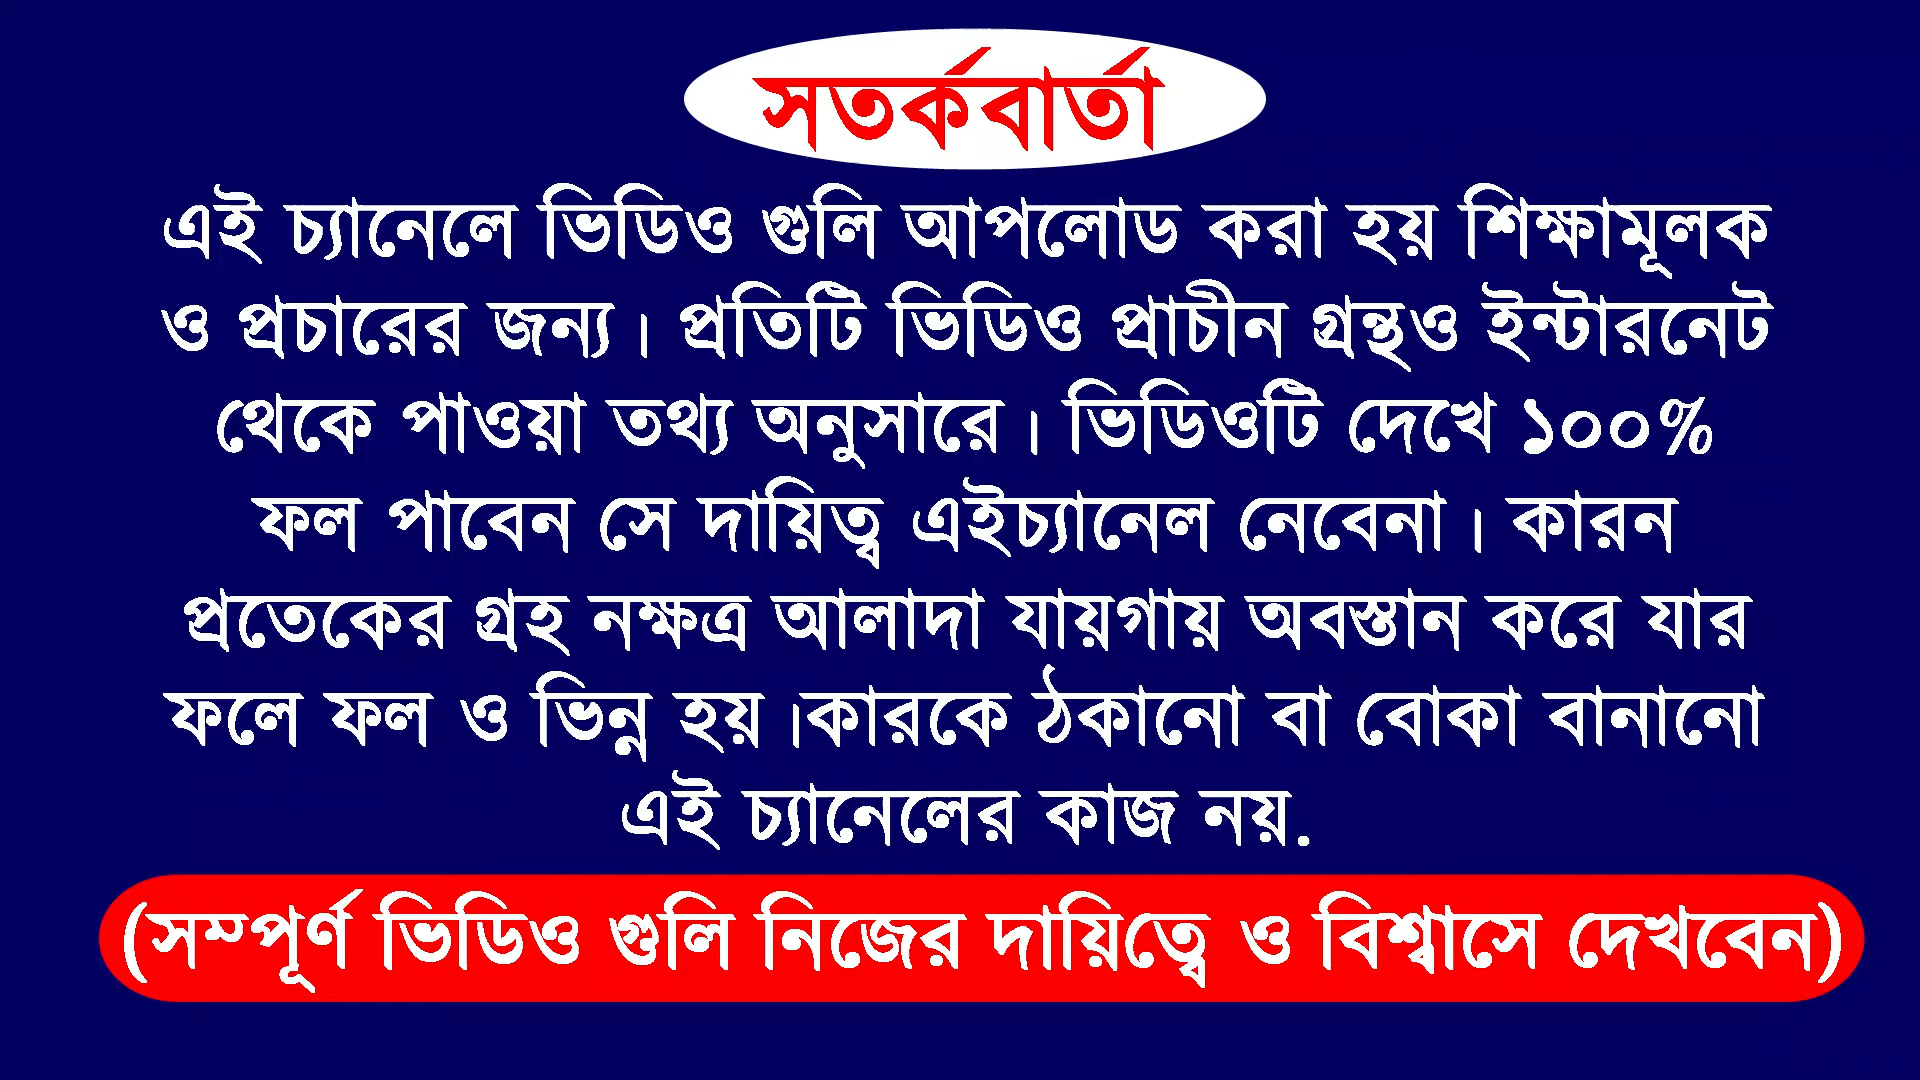 সতর্কবার্তা
এই চ্যানেলে ভিডিও গুলি আপলোড করা হয় শিক্ষামূলক
ও প্রচারের জন্য। প্রতিটি ভিডিও প্রাচীন গ্রন্থও ইন্টারনেট
থেকে পাওয়া তথ্য অনুসারে। ভিডিওটি দেখে ১০০%
ফল পাবেন সে দায়িত্ব এইচ্যানেল নেবেনা। কারন
প্রতেকের গ্রহ নক্ষত্র আলাদা যায়গায় অবস্তান করে যার
ফলে ফল ও ভিন্ন হয়।কারকে ঠকানো বা বোকা বানানো
এই চ্যানেলের কাজ নয়.
(সম্পূর্ণ ভিডিও গুলি নিজের দায়িত্বে ও বিশ্বাসে দেখবেন)